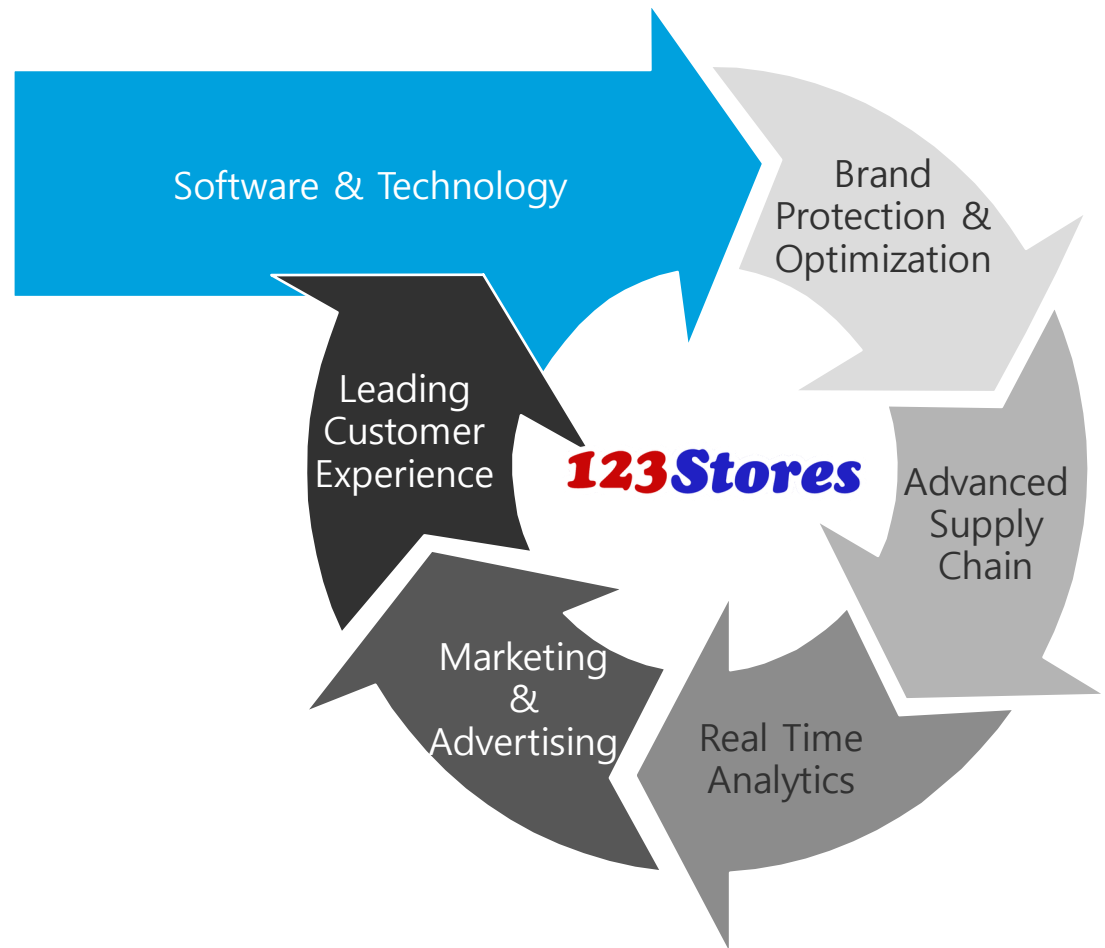 Software & Technology
Brand
Protection &
Optimization
Advanced
Supply
Chain
Real Time
Analytics
Marketing
&
Advertising
Leading
Customer
Experience
123Stores